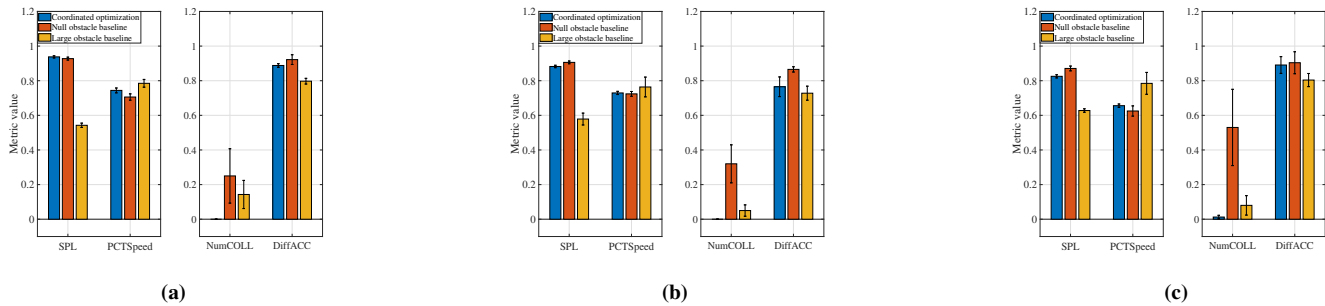 1.2
1
0.8
0.6
0.4
0.2
0
Metric value
Coordinated optimization
Null obstacle baseline
Large obstacle baseline
SPL PCTSpeed
1.2
1
0.8
0.6
0.4
0.2
0
NumCOLL DiffACC
(a)
1.2
1
0.8
0.6
0.4
0.2
0
Metric value
Coordinated optimization
Null obstacle baseline
Large obstacle baseline
SPL PCTSpeed
1.2
1
0.8
0.6
0.4
0.2
0
NumCOLL DiffACC
(b)
1.2
1
0.8
0.6
0.4
0.2
0
Metric value
Coordinated optimization
Null obstacle baseline
Large obstacle baseline
SPL PCTSpeed
1.2
1
0.8
0.6
0.4
0.2
0
NumCOLL DiffACC
(c)